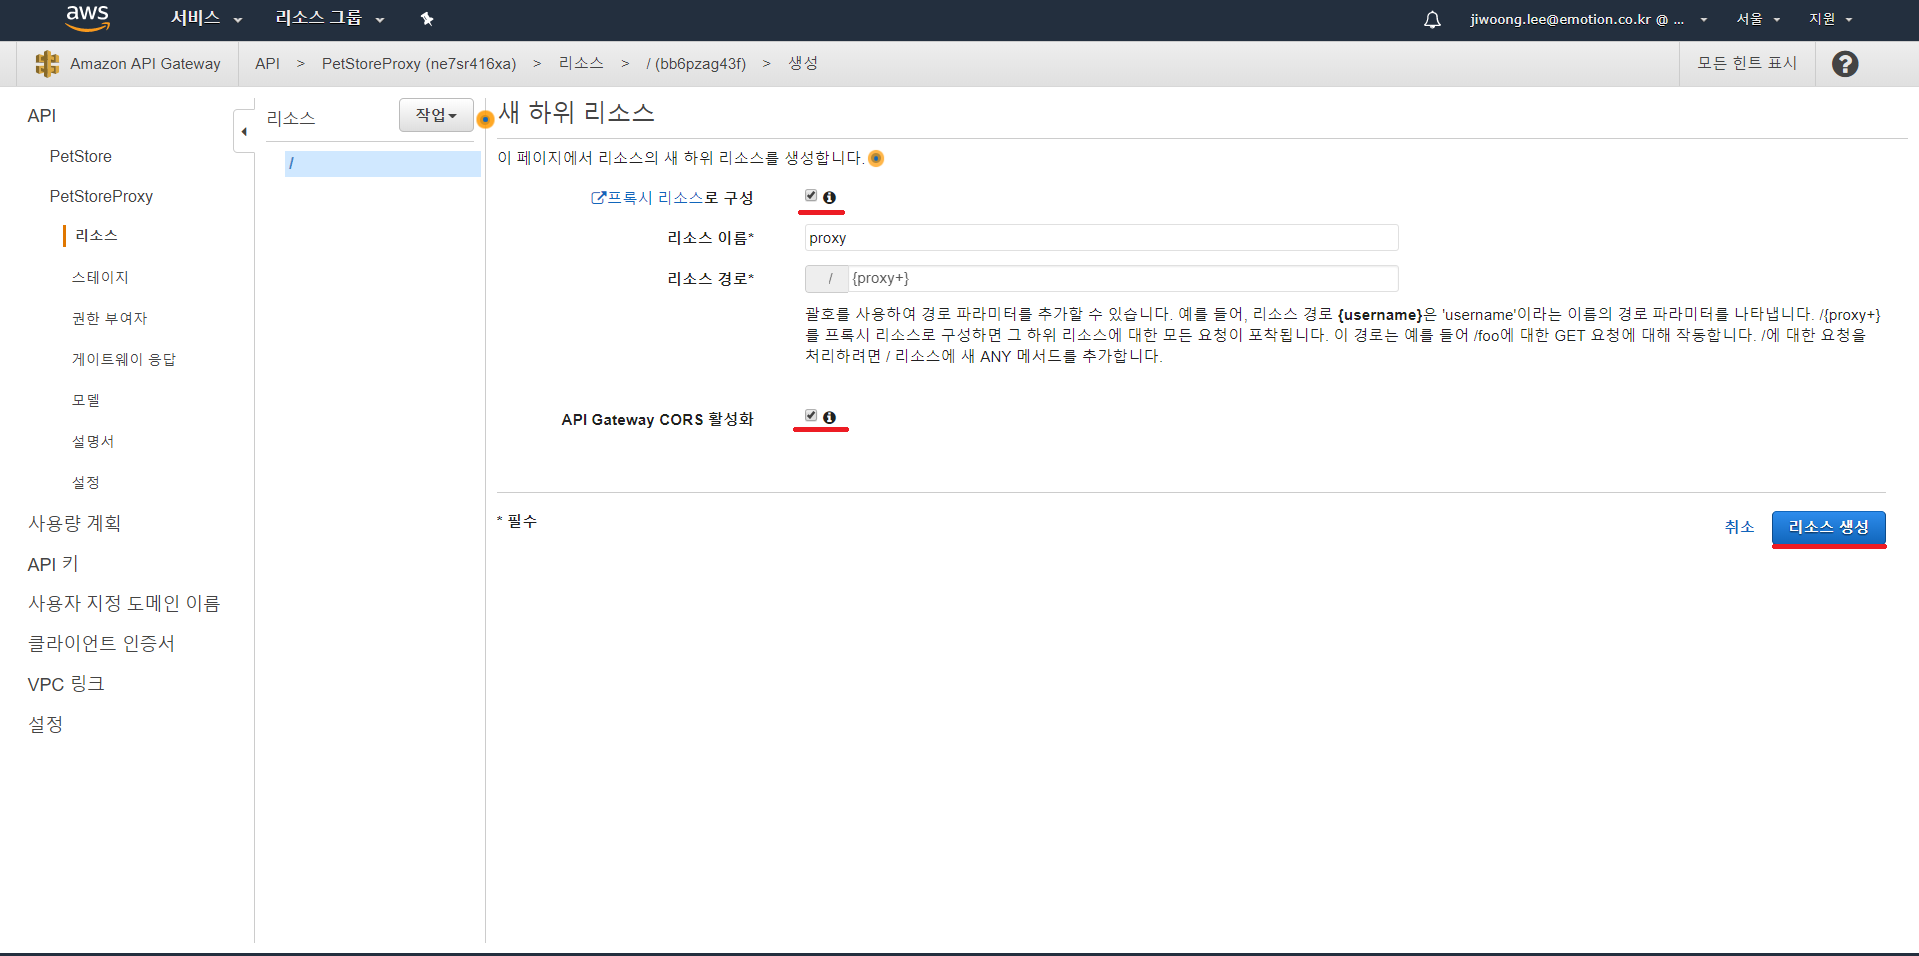 aws 서비스 리소스 그룹 jiwoong.lee@emotion.co.kr @ ... 서울 지원
Amazon API Gateway API > PetStoreProxy (ne7sr416xa) > 리소스 > / (bb6pzag43f) > 생성 모든 힌트 표시 ?
API
PetStore
PetStoreProxy
리소스
스테이지
권한 부여자
게이트웨이 응답
모델
설명서
설정
사용량 계획
API 키
사용자 지정 도메인 이름
클라이언트 인증서
VPC 링크
설정
리소스 작업
/
새 하위 리소스
이 페이지에서 리소스의 새 하위 리소스를 생성합니다.
프록시 리소스로 구성
리소스 이름* proxy
리소스 경로* / {proxy+}
괄호를 사용하여 경로 파라미터를 추가할 수 있습니다. 예를 들어, 리소스 경로 {username}은 'username'이라는 이름의 경로 파라미터를 나타냅니다. /{proxy+}
를 프록시 리소스로 구성하면 그 하위 리소스에 대한 모든 요청이 포착됩니다. 이 경로는 예를 들어 /foo에 대한 GET 요청에 대해 작동합니다. /에 대한 요청을
처리하려면 / 리소스에 새 ANY 메서드를 추가합니다.
API Gateway CORS 활성화
* 필수
취소 리소스 생성